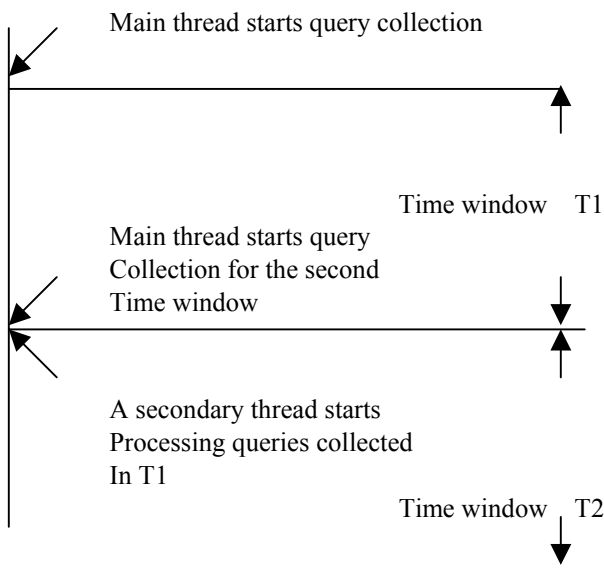 Main thread starts query collection
Time window T1
Main thread starts query
Collection for the second
Time window
A secondary thread starts
Processing queries collected
In T1
Time window T2